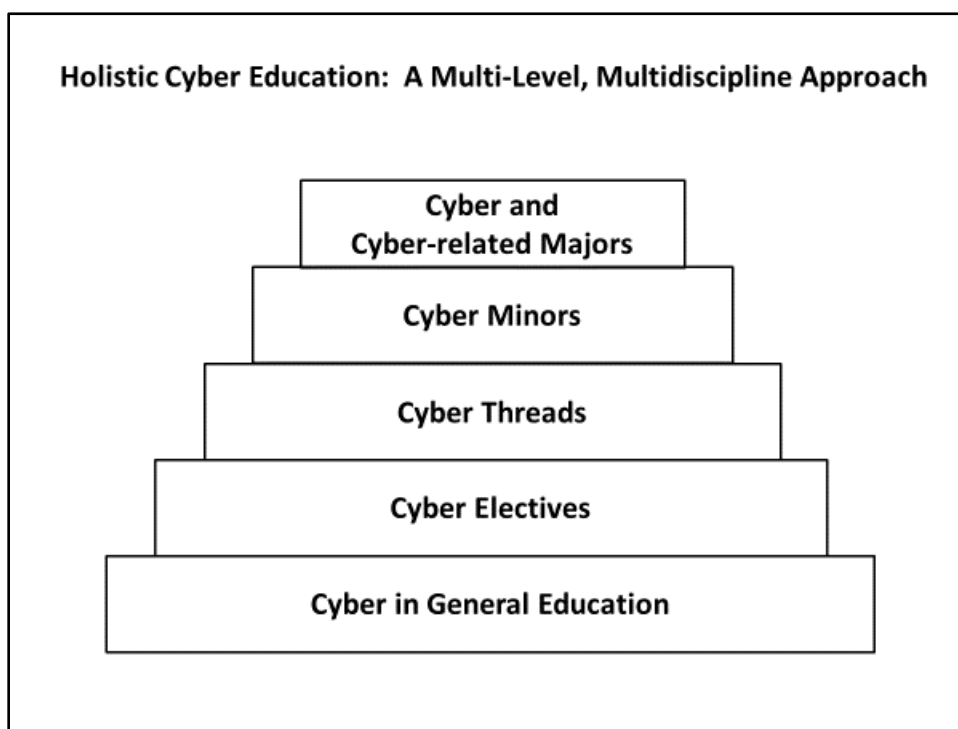 Holistic Cyber Education: A Multi-Level, Multidiscipline Approach
Cyber and
Cyber-related Majors
Cyber Minors
Cyber Threads
Cyber Electives
Cyber in General Education